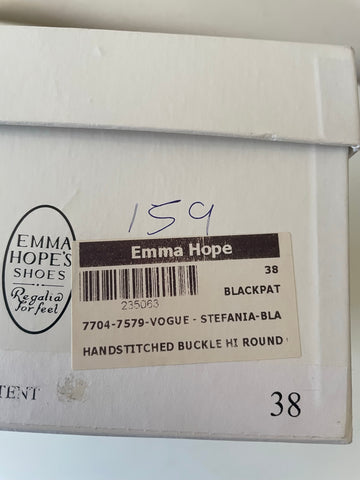 159
EMMA
HOPE'S
SHOES
Regalia
for feet
Emma Hope
38
BLACKPAT
235063
7704-7579-VOGUE - STEFANIA-BLA
HANDSTITCHED BUCKLE HI ROUND
TENT
38